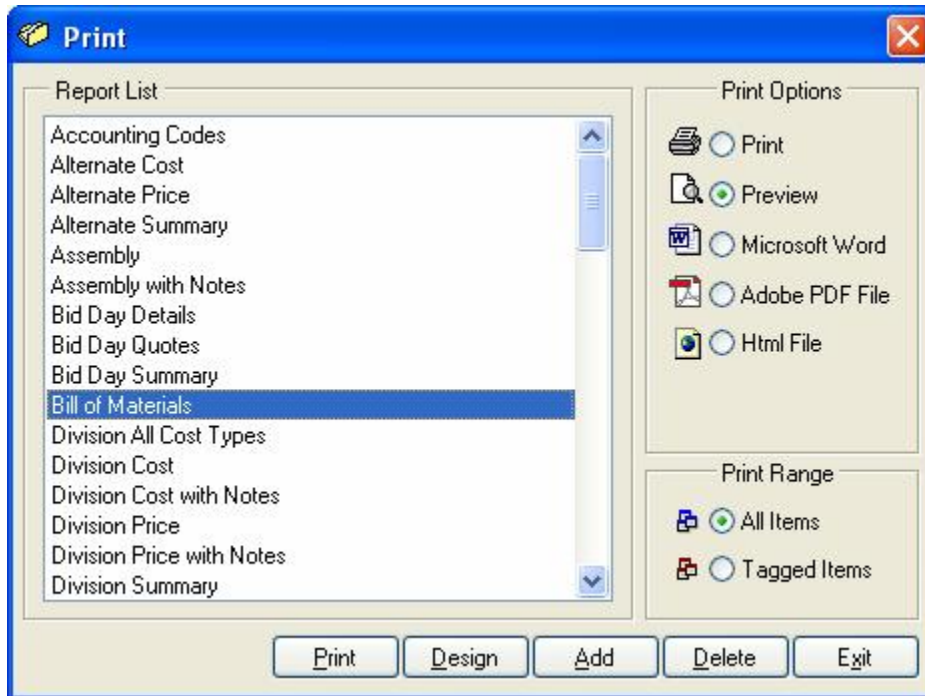 Print
Report List
Accounting Codes
Alternate Cost
Alternate Price
Alternate Summary
Assembly
Assembly with Notes
Bid Day Details
Bid Day Quotes
Bid Day Summary
Bill of Materials
Division All Cost Types
Division Cost
Division Cost with Notes
Division Price
Division Price with Notes
Division Summary
Print Options
Print
Preview
Microsoft Word
Adobe PDF File
Html File
Print Range
All Items
Tagged Items
Print Design Add Delete Exit